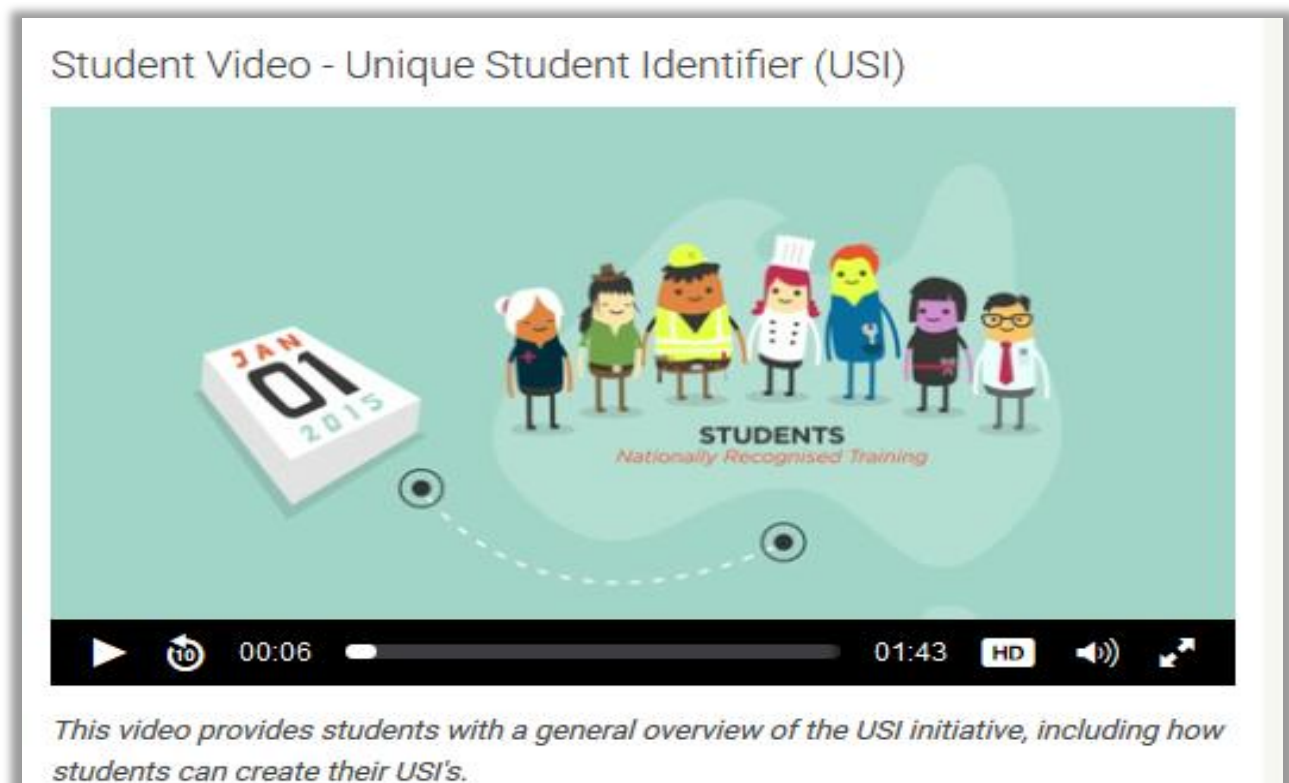 Student Video - Unique Student Identifier (USI)
JAN
01
2015
STUDENTS
Nationally Recognised Training
10
00:06
01:43
HD
This video provides students with a general overview of the USI initiative, including how
students can create their USI's.